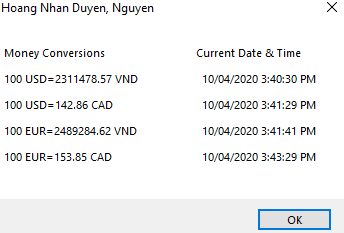 Hoang Nhan Duyen, Nguyen
Money Conversions Current Date & Time
100 USD=2311478.57 VND 10/04/2020 3:40:30 PM
100 USD=142.86 CAD 10/04/2020 3:41:29 PM
100 EUR=2489284.62 VND 10/04/2020 3:41:41 PM
100 EUR=153.85 CAD 10/04/2020 3:43:29 PM
OK